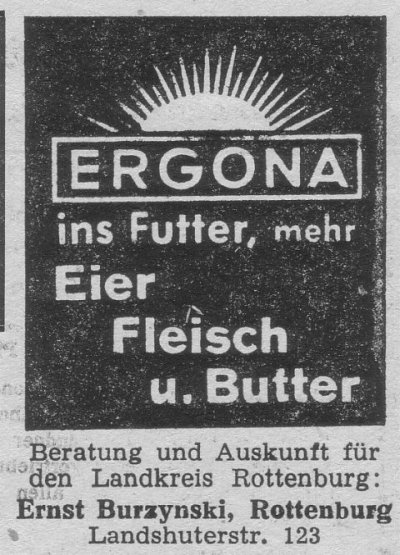 ERGONA
ins Futter, mehr
Eier
Fleisch
u. Butter
Beratung und Auskunft für
den Landkreis Rottenburg:
Ernst Burzynski, Rottenburg
Landshuterstr. 123